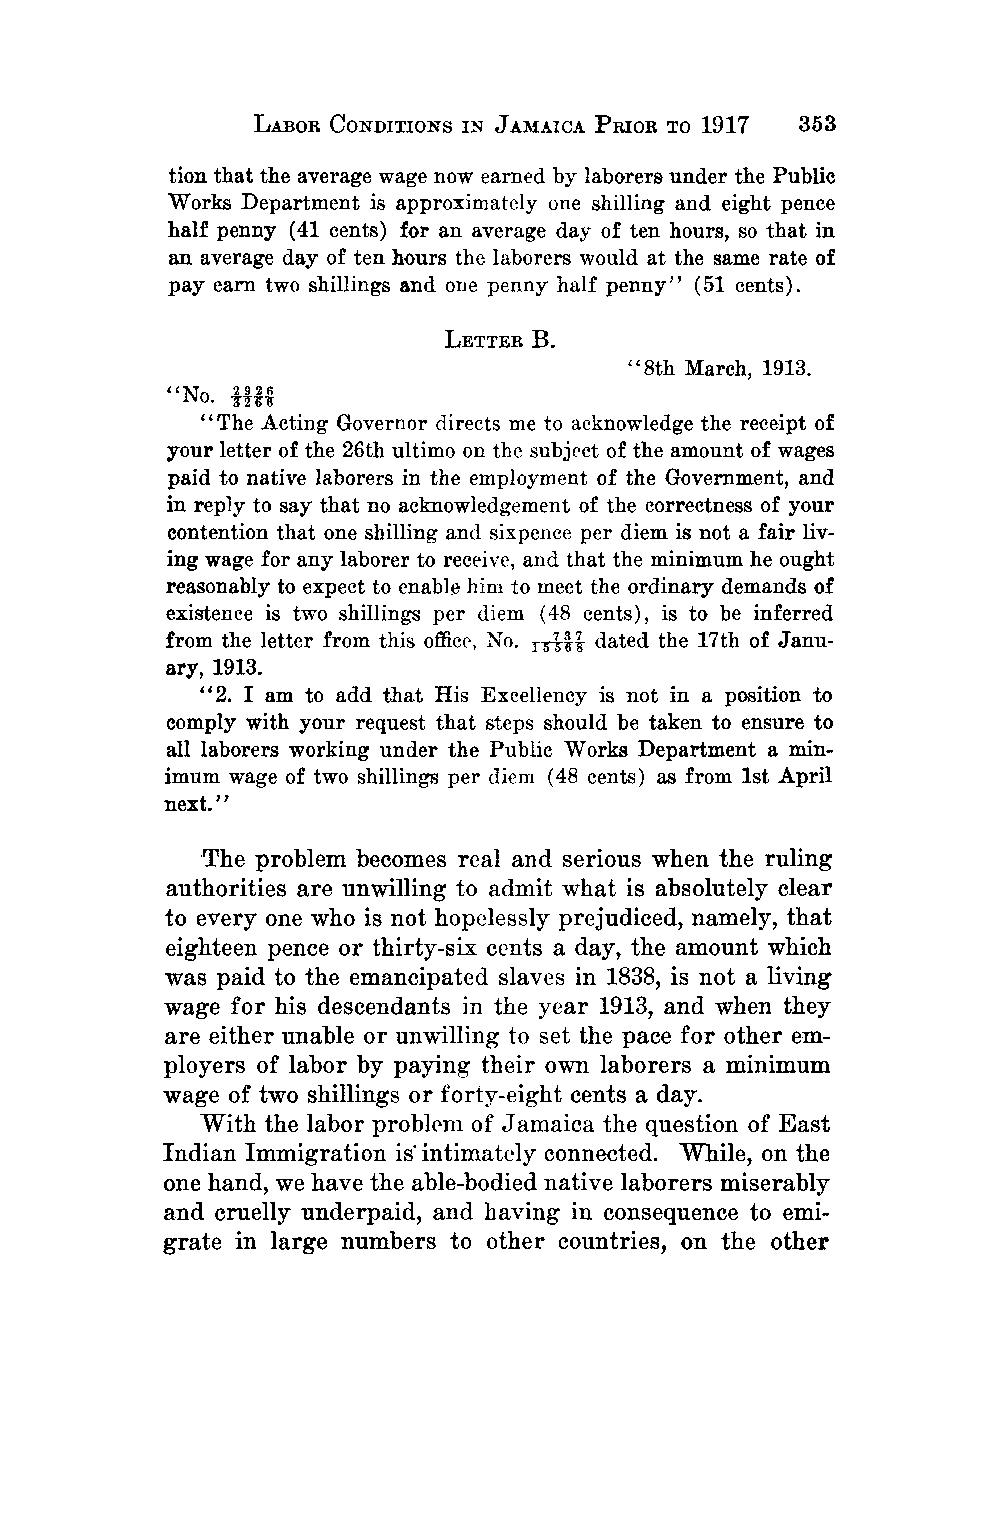 LABOR CONDITIONS IN JAMAICA PRIOR TO 1917 353
tion that the average wage now earned by laborers under the Public
Works Department is approximately one shilling and eight pence
half penny (41 cents) for an average day of ten hours, so that in
an average day of ten hours the laborers would at the same rate of
pay earn two shillings and one penny half penny" (51 cents).
LETTER B.
"8th March, 1913.
"No.
"The Acting Governor directs me to acknowledge the receipt of
your letter of the 26th ultimo on the subject of the amount of wages
paid to native laborers in the employment of the Government, and
in reply to say that no acknowledgement of the correctness of your
contention that one shilling and sixpence per diem is not a fair liv-
ing wage for any laborer to receive, and that the minimum he ought
reasonably to expect to enable him to meet the ordinary demands of
existence is two shillings per diem (48 cents), is to be inferred
from the letter from this office, No. dated the 17th of Janu-
ary, 1913.
"2. I am to add that His Excellency is not in a position to
comply with your request that steps should be taken to ensure to
all laborers working under the Public Works Department a min-
imum wage of two shillings per diem (48 cents) as from 1st April
next."
The problem becomes real and serious when the ruling
authorities are unwilling to admit what is absolutely clear
to every one who is not hopelessly prejudiced, namely, that
eighteen pence or thirty-six cents a day, the amount which
was paid to the emancipated slaves in 1838, is not a living
wage for his descendants in the year 1913, and when they
are either unable or unwilling to set the pace for other em-
ployers of labor by paying their own laborers a minimum
wage of two shillings or forty-eight cents a day.
With the labor problem of Jamaica the question of East
Indian Immigration is intimately connected. While, on the
one hand, we have the able-bodied native laborers miserably
and cruelly underpaid, and having in consequence to emi-
grate in large numbers to other countries, on the other